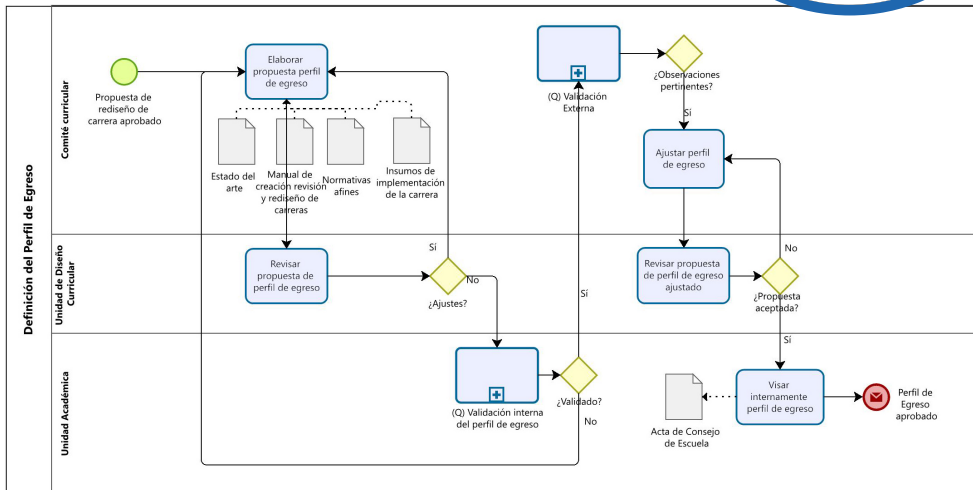 Definición del Perfil de Egreso
Comité curricular
Propuesta de
rediseño de
carrera aprobado
Elaborar
propuesta perfil
de egreso
Estado del
arte
Manual de
creación revisión
y rediseño de
carreras
Normativas
afines
Insumos de
implementación
de la carrera
(Q) Validación
Externa
¿Observaciones
pertinentes?
Sí
Ajustar perfil
de egreso
Unidad de Diseño
Curricular
Revisar
propuesta de
perfil de egreso
Sí
No
¿Ajustes?
Sí
Revisar propuesta
de perfil de egreso
ajustado
No
¿Propuesta
aceptada?
Sí
Unidad Académica
(Q) Validación interna
del perfil de egreso
¿Validado?
No
Acta de Consejo
de Escuela
Visar
internamente
perfil de egreso
Perfil de
Egreso
aprobado